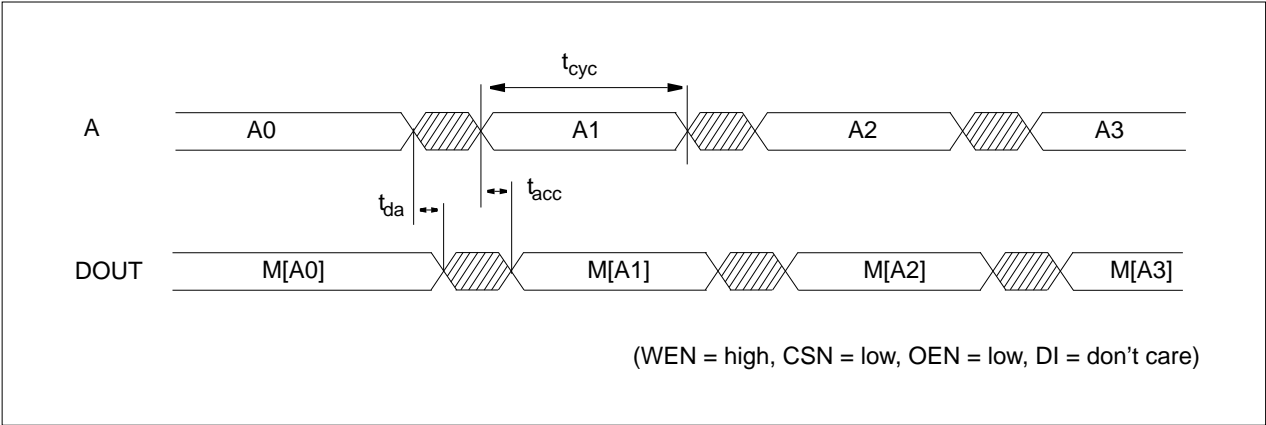 tcyc
A A0 A1 A2 A3
tda tacc
DOUT M[A0] M[A1] M[A2] M[A3]
(WEN = high, CSN = low, OEN = low, DI = don't care)